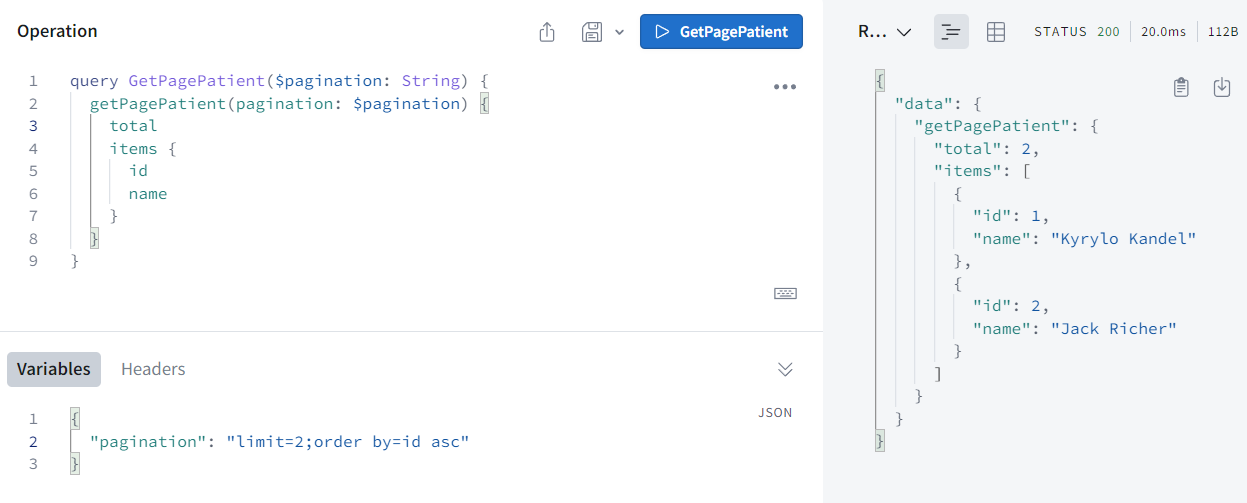 Operation
GetPagePatient
1 query GetPagePatient($pagination: String) {
2 getPagePatient(pagination: $pagination) {
3 total
4 items {
5 id
6 name
7 }
8 }
9 }
Variables Headers
JSON
1 {
2 "pagination": "limit=2;order by=id asc"
3 }
R... STATUS 200 20.0ms 112B
{
"data": {
"getPagePatient": {
"total": 2,
"items": [
{
"id": 1,
"name": "Kyrylo Kandel"
},
{
"id": 2,
"name": "Jack Richer"
}
]
}
}
}